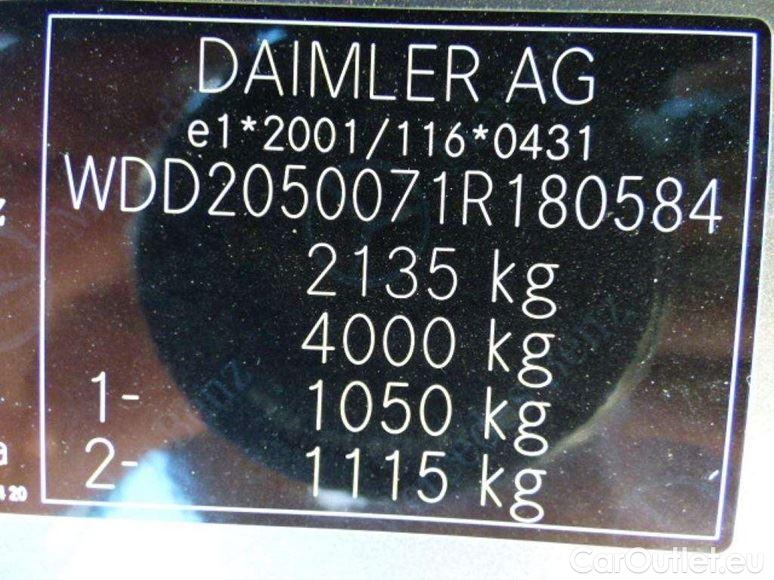 DAIMLER AG
e1*2001/116*0431
WDD2050071R180584
2135 kg
4000 kg
1- 1050 kg
2- 1115 kg
a
420
CarOutlet.eu